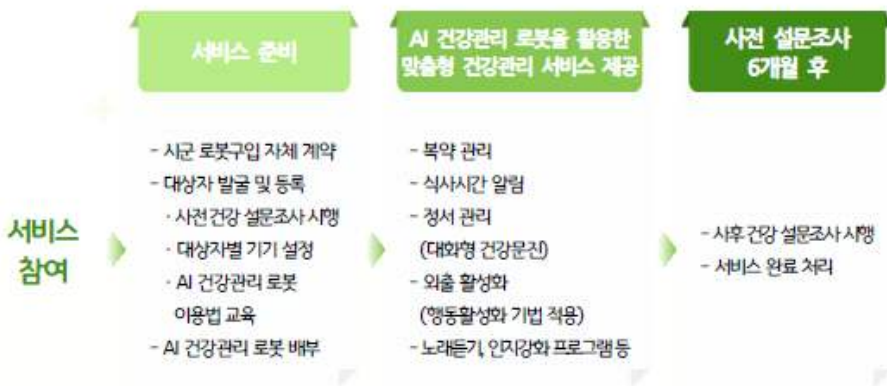 서비스 준비
AI 건강관리 로봇을 활용한
맞춤형 건강관리 서비스 제공
사전 설문조사
6개월 후
서비스
참여
- 시군 로봇구입 자체 계약
- 대상자 발굴 및 등록
· 사전 건강 설문조사 시행
· 대상자별 기기 설정
· AI 건강관리 로봇
이용법 교육
- AI 건강관리 로봇 배부
- 복약 관리
- 식사시간 알림
- 정서 관리
(대화형 건강문진)
- 외출 활성화
(행동활성화 기법 적용)
- 노래듣기, 인지강화 프로그램 등
- 사후 건강 설문조사 시행
- 서비스 완료 처리